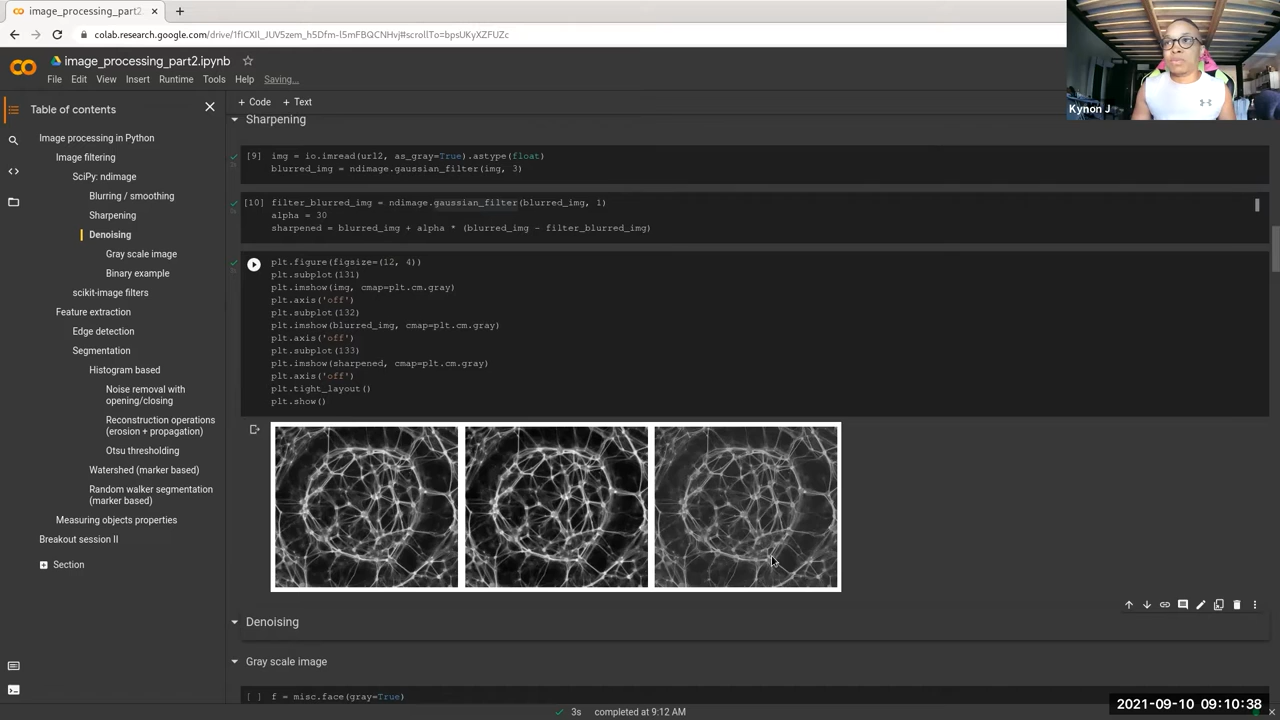 image_processing_part2.
colab.research.google.com/drive/1fICXIl_JUV5zem_h5Dfm-I5mFBQCNHvj#scrollTo=bpsUKyXZFUZc
image_processing_part2.ipynb
File Edit View Insert Runtime Tools Help Saving...
Kynon J
Table of contents
Image processing in Python
Image filtering
SciPy: ndimage
Blurring / smoothing
Sharpening
Denoising
Gray scale image
Binary example
scikit-image filters
Feature extraction
Edge detection
Segmentation
Histogram based
Noise removal with
opening/closing
Reconstruction operations
(erosion + propagation)
Otsu thresholding
Watershed (marker based)
Random walker segmentation
(marker based)
Measuring objects properties
Breakout session II
Section
+ Code + Text
Sharpening
[9] img = io.imread(url2, as_gray=True).astype(float)
blurred_img = ndimage.gaussian_filter(img, 3)
[10] filter_blurred_img = ndimage.gaussian_filter(blurred_img, 1)
alpha = 30
sharpened = blurred_img + alpha * (blurred_img - filter_blurred_img)
plt.figure(figsize=(12, 4))
plt.subplot(131)
plt.imshow(img, cmap=plt.cm.gray)
plt.axis('off')
plt.subplot(132)
plt.imshow(blurred_img, cmap=plt.cm.gray)
plt.axis('off')
plt.subplot(133)
plt.imshow(sharpened, cmap=plt.cm.gray)
plt.axis('off')
plt.tight_layout()
plt.show()
Denoising
Gray scale image
[ ] f = misc.face(gray=True)
3s completed at 9:12 AM
2021-09-10 09:10:38